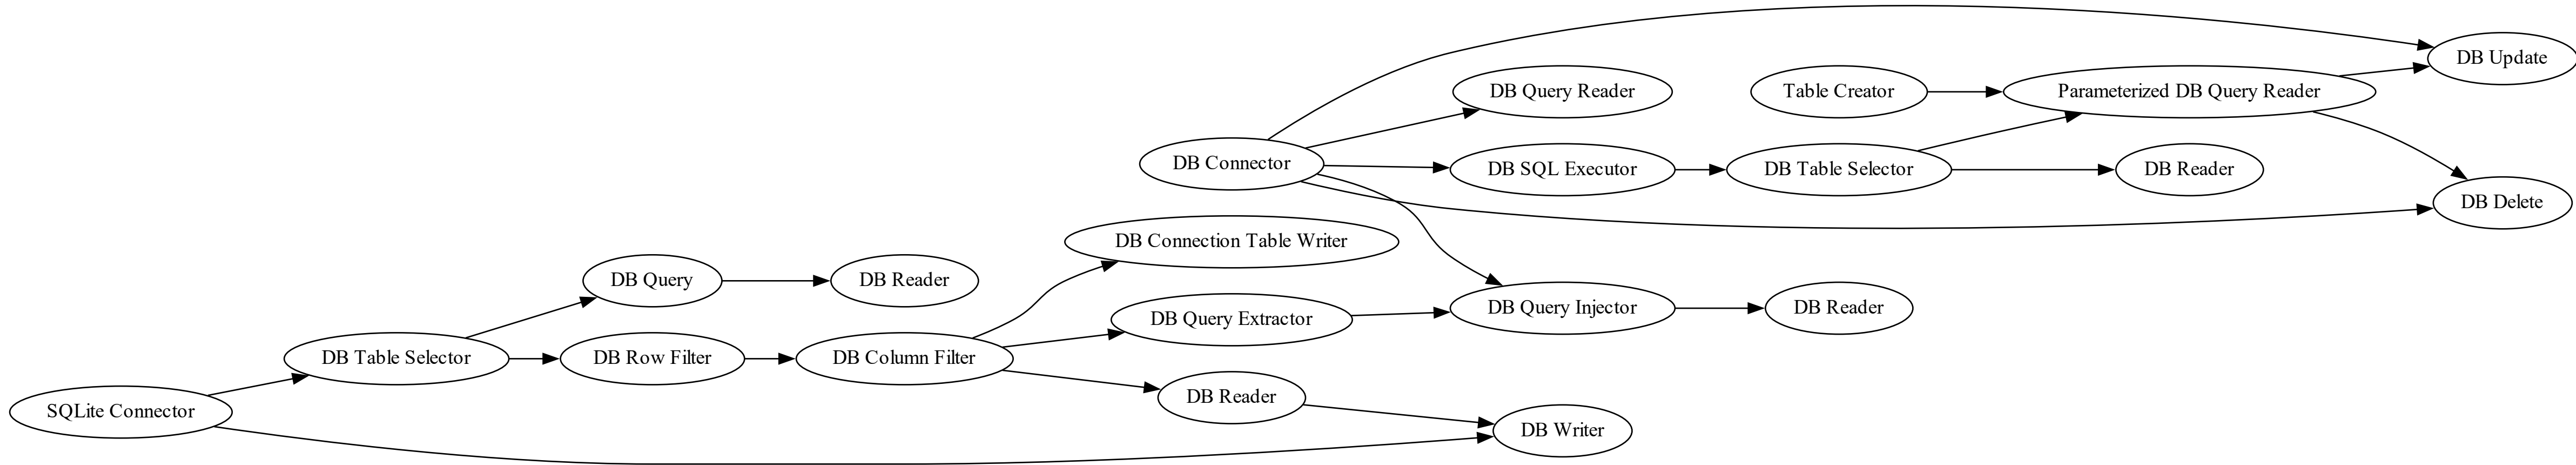 DB Update
DB Query Reader
Table Creator
Parameterized DB Query Reader
DB Connector
DB SQL Executor
DB Table Selector
DB Reader
DB Delete
DB Connection Table Writer
DB Query
DB Reader
DB Query Extractor
DB Query Injector
DB Reader
DB Table Selector
DB Row Filter
DB Column Filter
SQLite Connector
DB Reader
DB Writer